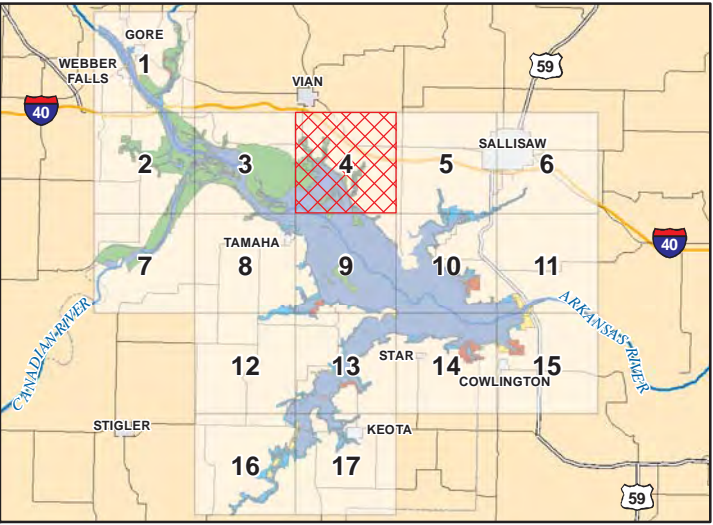 GORE
1
WEBBER
FALLS
59
VIAN
40
SALLISAW
2
3
4
5
6
TAMAHA
40
7
8
9
10
11
CANADIAN RIVER
ARKANSAS RIVER
12
13
STAR
14
15
COWLINGTON
STIGLER
KEOTA
16
17
59